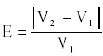 E = |V₂ − V₁| / V₁